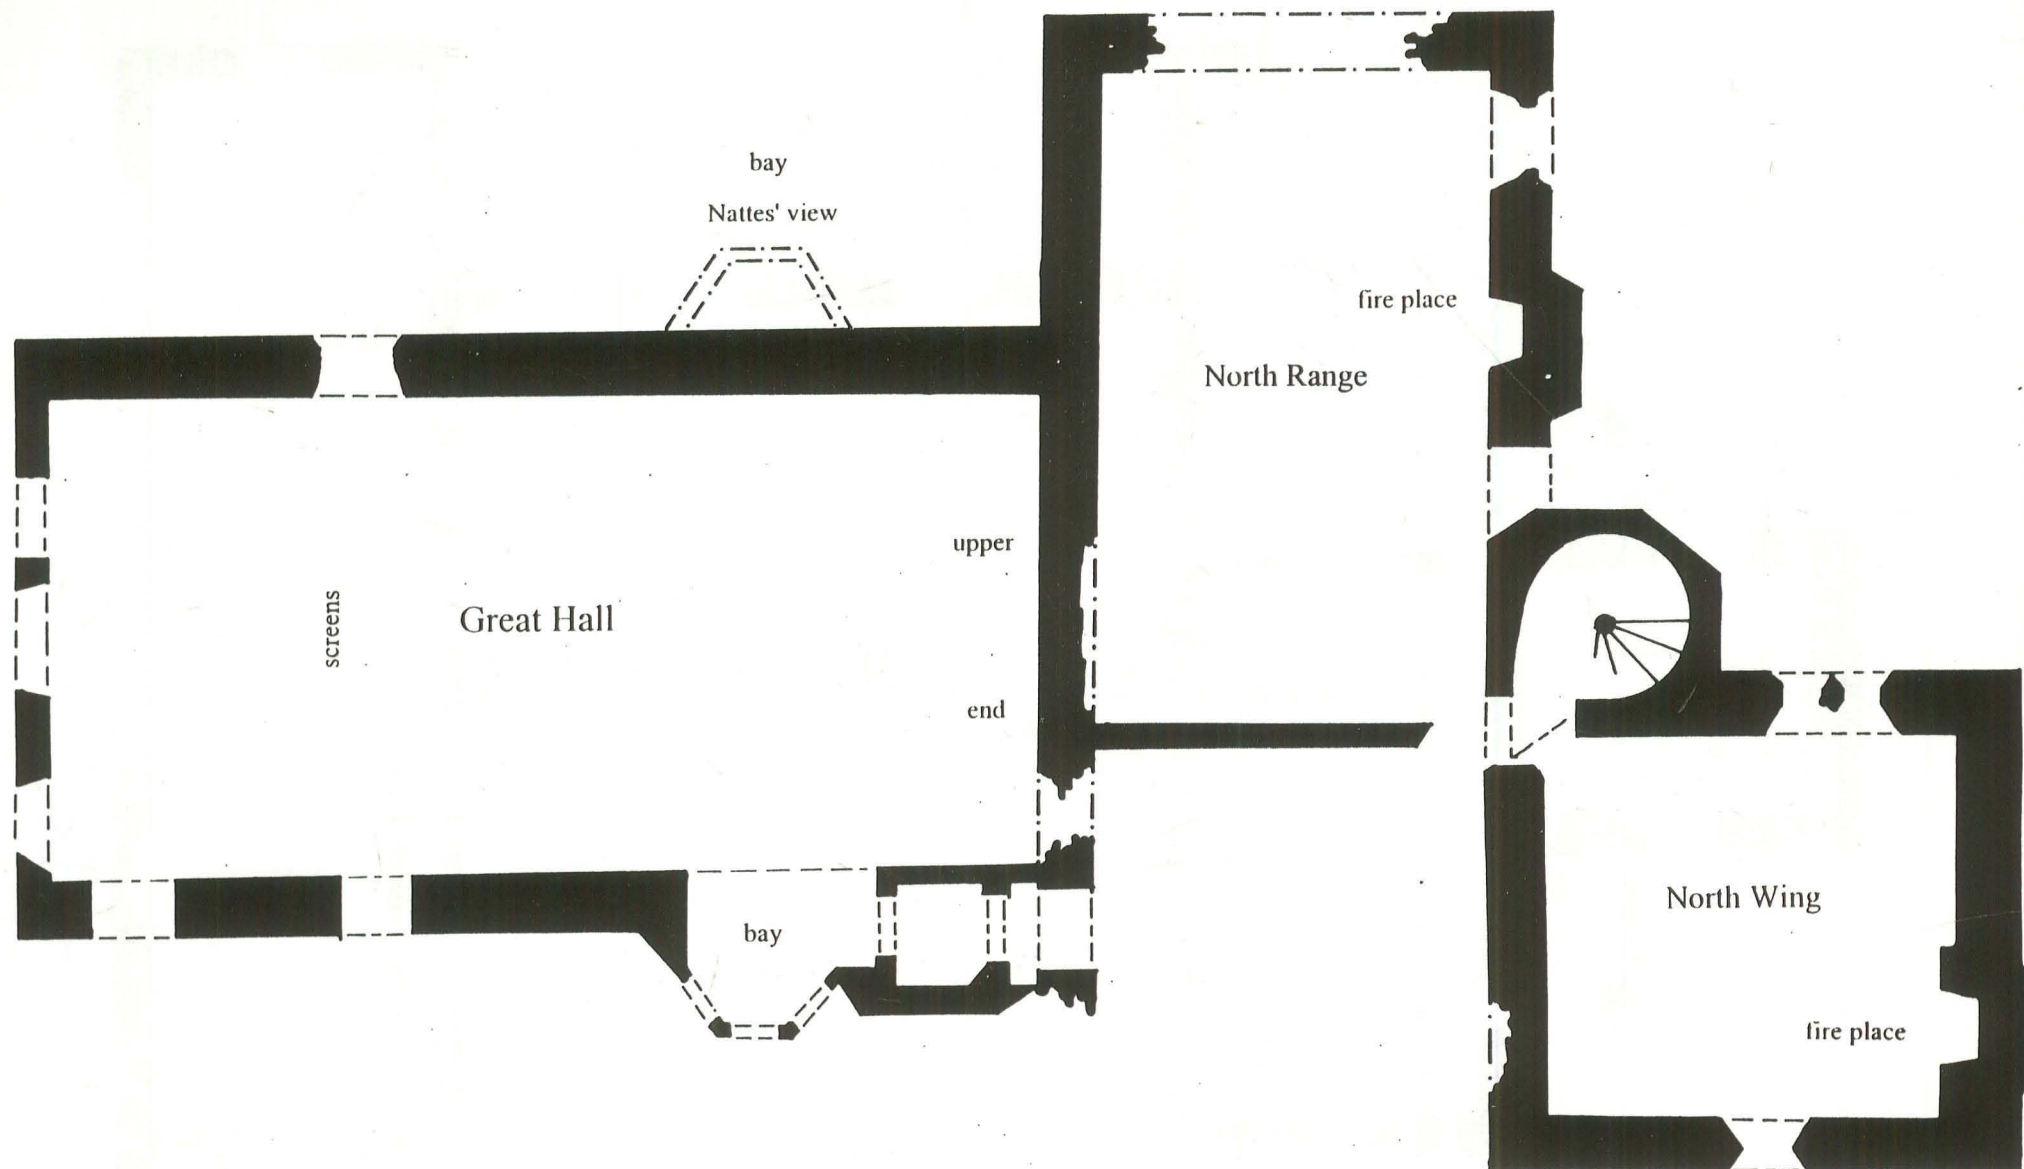 bay
Nattes' view
fire place
North Range
upper
screens
Great Hall
end
North Wing
bay
fire place